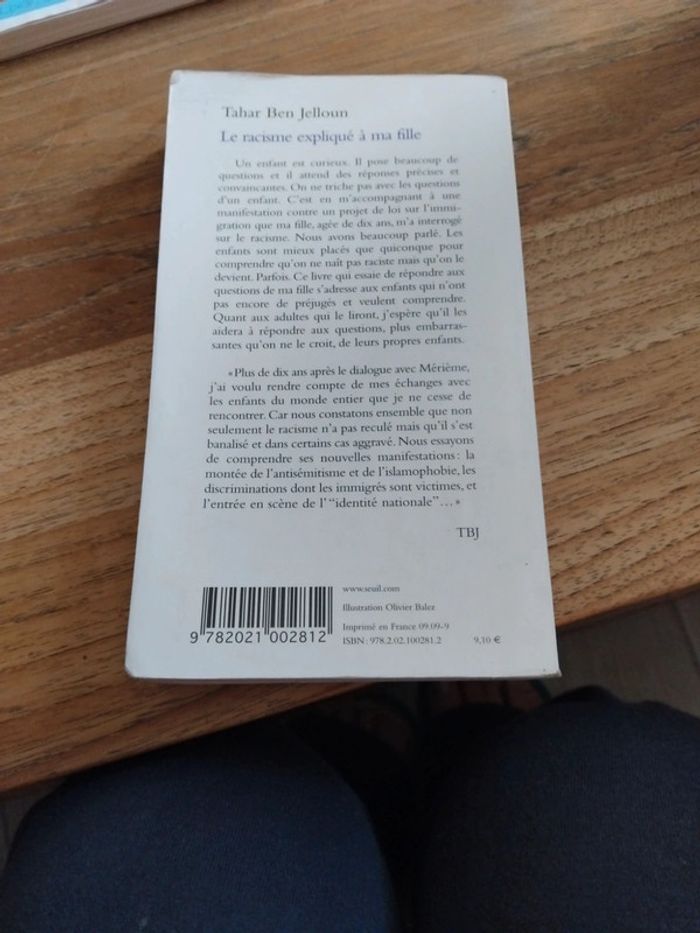 Tahar Ben Jelloun
Le racisme expliqué à ma fille
Un enfant est curieux. Il pose beaucoup de
questions et il attend des réponses précises et
convaincantes. On ne triche pas avec les questions
d'un enfant. C'est en m'accompagnant à une
manifestation contre un projet de loi sur l'immi-
gration que ma fille, agée de dix ans, m'a interrogé
sur le racisme. Nous avons beaucoup parlé. Les
enfants sont mieux placés que quiconque pour
comprendre qu'on ne naît pas raciste mais qu'on le
devient. Parfois. Ce livre qui essaie de répondre aux
questions de ma fille s'adresse aux enfants qui n'ont
pas encore de préjugés et veulent comprendre.
Quant aux adultes qui le liront, j'espère qu'il les
aidera à répondre aux questions, plus embarras-
santes qu'on ne le croit, de leurs propres enfants.
«Plus de dix ans après le dialogue avec Mérième,
j'ai voulu rendre compte de mes échanges avec
les enfants du monde entier que je ne cesse de
rencontrer. Car nous constatons ensemble que non
seulement le racisme n'a pas reculé mais qu'il s'est
banalisé et dans certains cas aggravé. Nous essayons
de comprendre ses nouvelles manifestations : la
montée de l'antisémitisme et de l'islamophobie, les
discriminations dont les immigrés sont victimes, et
l'entrée en scène de l'“identité nationale”…»
TBJ
www.seuil.com
Illustration Olivier Balez
Imprimé en France 09.09-9
ISBN : 978.2.02.100281.2 9,10 €
9 782021 002812